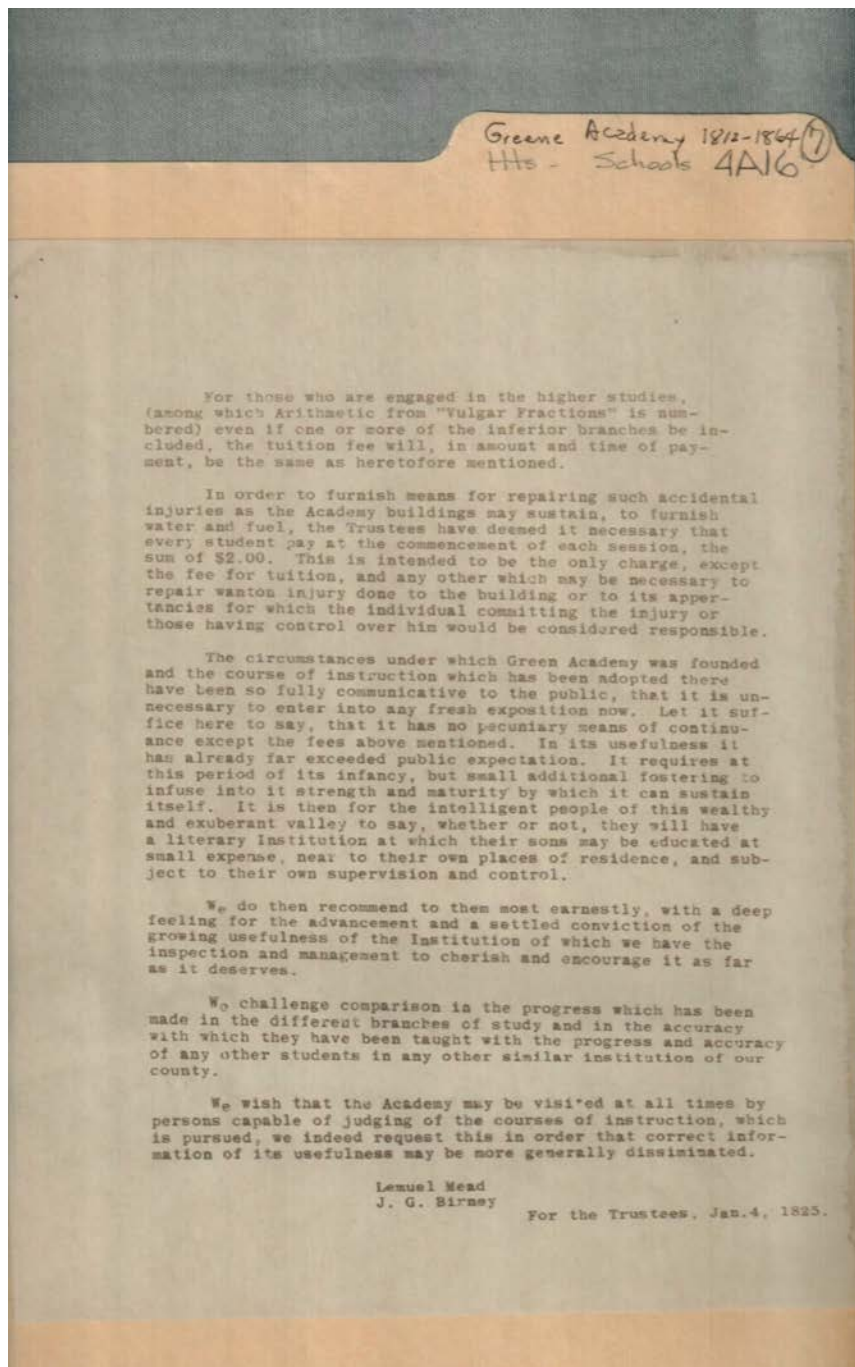 Greene Academy 1812-1864 7
Hts - Schools 4A16
For those who are engaged in the higher studies,
(among which Arithmetic from "Vulgar Fractions" is num-
bered) even if one or more of the inferior branches be in-
cluded, the tuition fee will, in amount and time of pay-
ment, be the same as heretofore mentioned.
In order to furnish means for repairing such accidental
injuries as the Academy buildings may sustain, to furnish
water and fuel, the Trustees have deemed it necessary that
every student pay at the commencement of each session, the
sum of $2.00. This is intended to be the only charge, except
the fee for tuition, and any other which may be necessary to
repair wanton injury done to the building or to its apper-
tancies for which the individual committing the injury or
those having control over him would be considered responsible.
The circumstances under which Green Academy was founded
and the course of instruction which has been adopted there
have been so fully communicative to the public, that it is un-
necessary to enter into any fresh exposition now. Let it suf-
fice here to say, that it has no pecuniary means of continu-
ance except the fees above mentioned. In its usefulness it
has already far exceeded public expectation. It requires at
this period of its infancy, but small additional fostering to
infuse into it strength and maturity by which it can sustain
itself. It is then for the intelligent people of this wealthy
and exuberant valley to say, whether or not, they will have
a literary Institution at which their sons may be educated at
small expense, near to their own places of residence, and sub-
ject to their own supervision and control.
We do then recommend to them most earnestly, with a deep
feeling for the advancement and a settled conviction of the
growing usefulness of the Institution of which we have the
inspection and management to cherish and encourage it as far
as it deserves.
We challenge comparison in the progress which has been
made in the different branches of study and in the accuracy
with which they have been taught with the progress and accuracy
of any other students in any other similar institution of our
county.
We wish that the Academy may be visited at all times by
persons capable of judging of the courses of instruction, which
is pursued, we indeed request this in order that correct infor-
mation of its usefulness may be more generally dissiminated.
Lemuel Mead
J. G. Birney
For the Trustees, Jan.4, 1825.